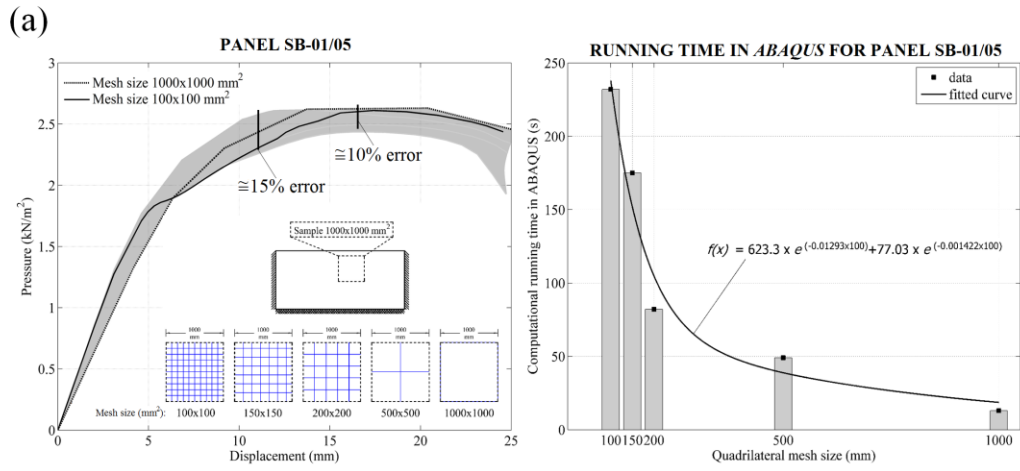 (a)
PANEL SB-01/05
Mesh size 1000x1000 mm²
Mesh size 100x100 mm²
3
2.5
2
1.5
1
0.5
0
Pressure (kN/m²)
≅10% error
≅15% error
Sample 1000x1000 mm²
1000 mm
1000 mm
1000 mm
1000 mm
1000 mm
Mesh size (mm²): 100x100 150x150 200x200 500x500 1000x1000
0 5 10 15 20 25
Displacement (mm)
RUNNING TIME IN ABAQUS FOR PANEL SB-01/05
data
fitted curve
250
200
150
100
50
0
Computational running time in ABAQUS (s)
f(x) = 623.3 x e^(-0.01293x100)+77.03 x e^(-0.001422x100)
100 150 200 500 1000
Quadrilateral mesh size (mm)